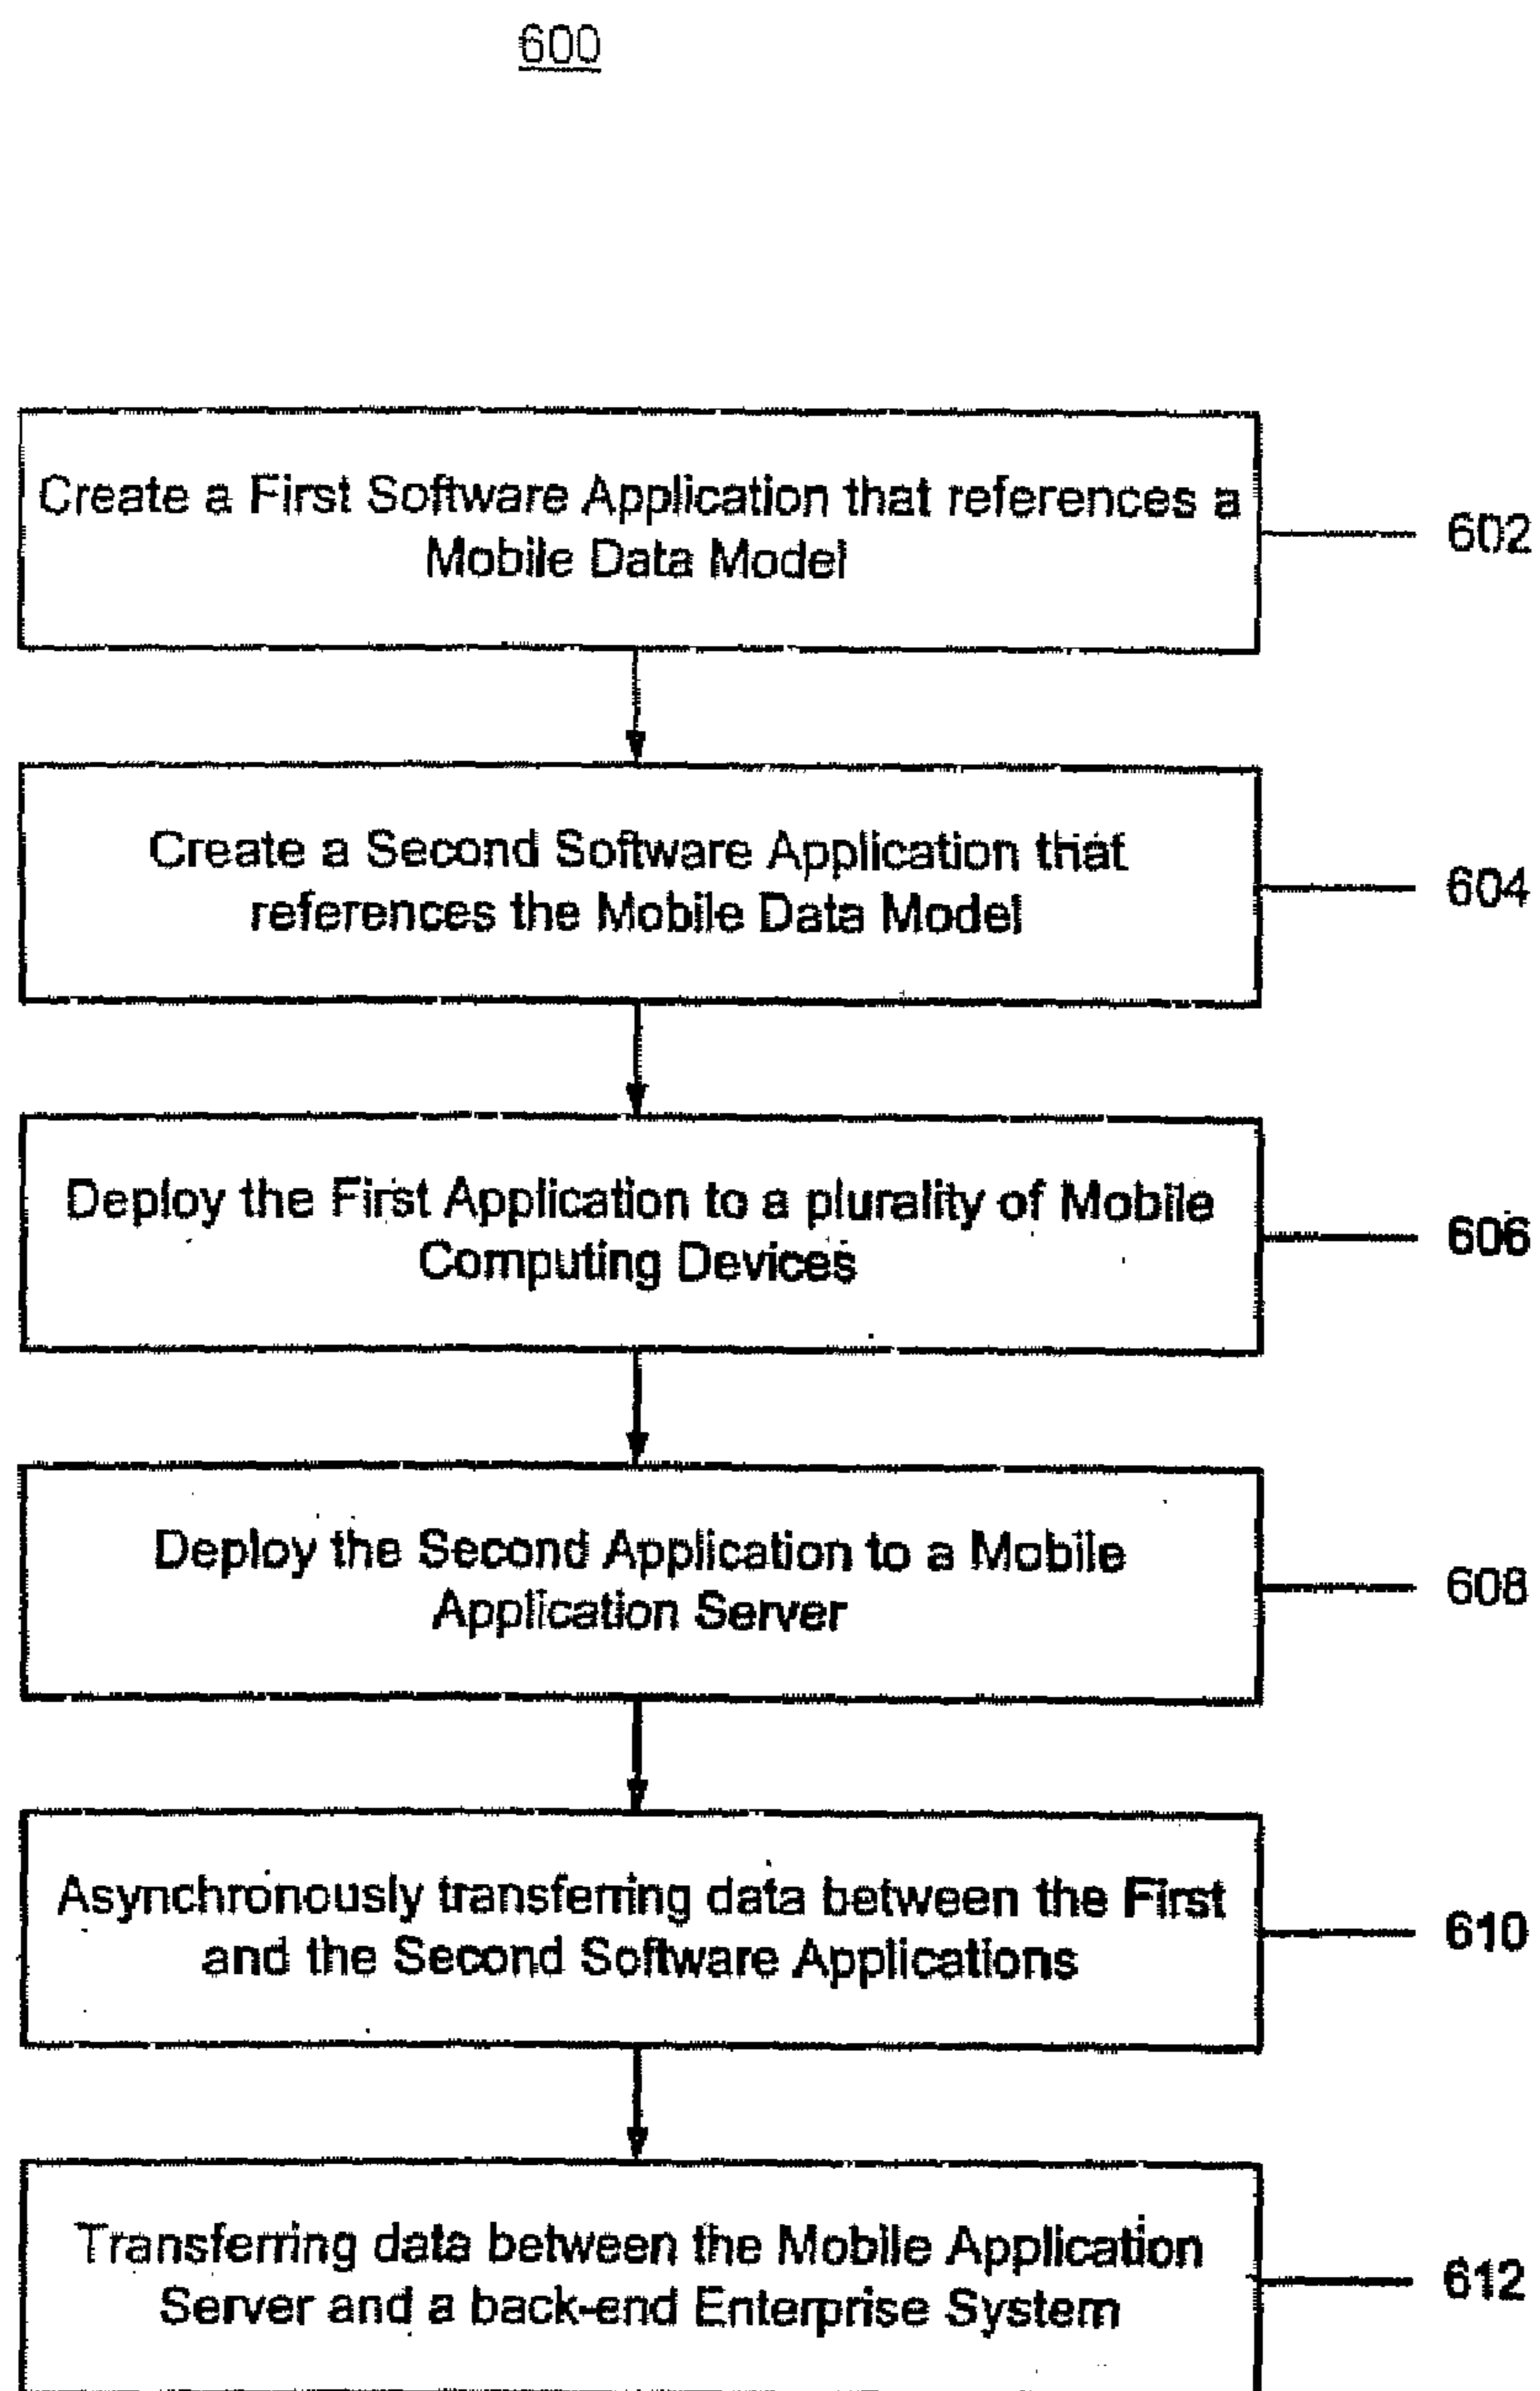 600
Create a First Software Application that references a
Mobile Data Model
602
Create a Second Software Application that
references the Mobile Data Model
604
Deploy the First Application to a plurality of Mobile
Computing Devices
606
Deploy the Second Application to a Mobile
Application Server
608
Asynchronously transferring data between the First
and the Second Software Applications
610
Transferring data between the Mobile Application
Server and a back-end Enterprise System
612